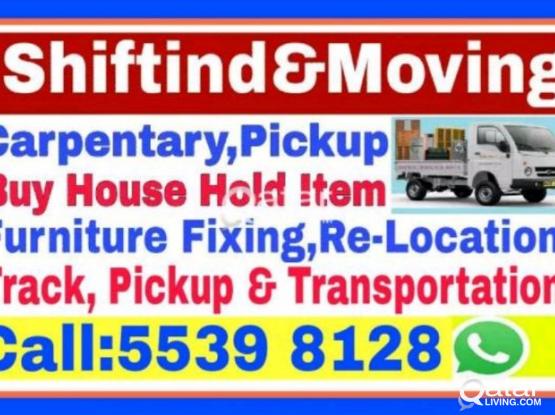 Shiftind&Moving
Carpentary,Pickup
Buy House Hold Item
Furniture Fixing,Re-Location
Track, Pickup & Transportation
Call:5539 8128
Qatar
LIVING.COM